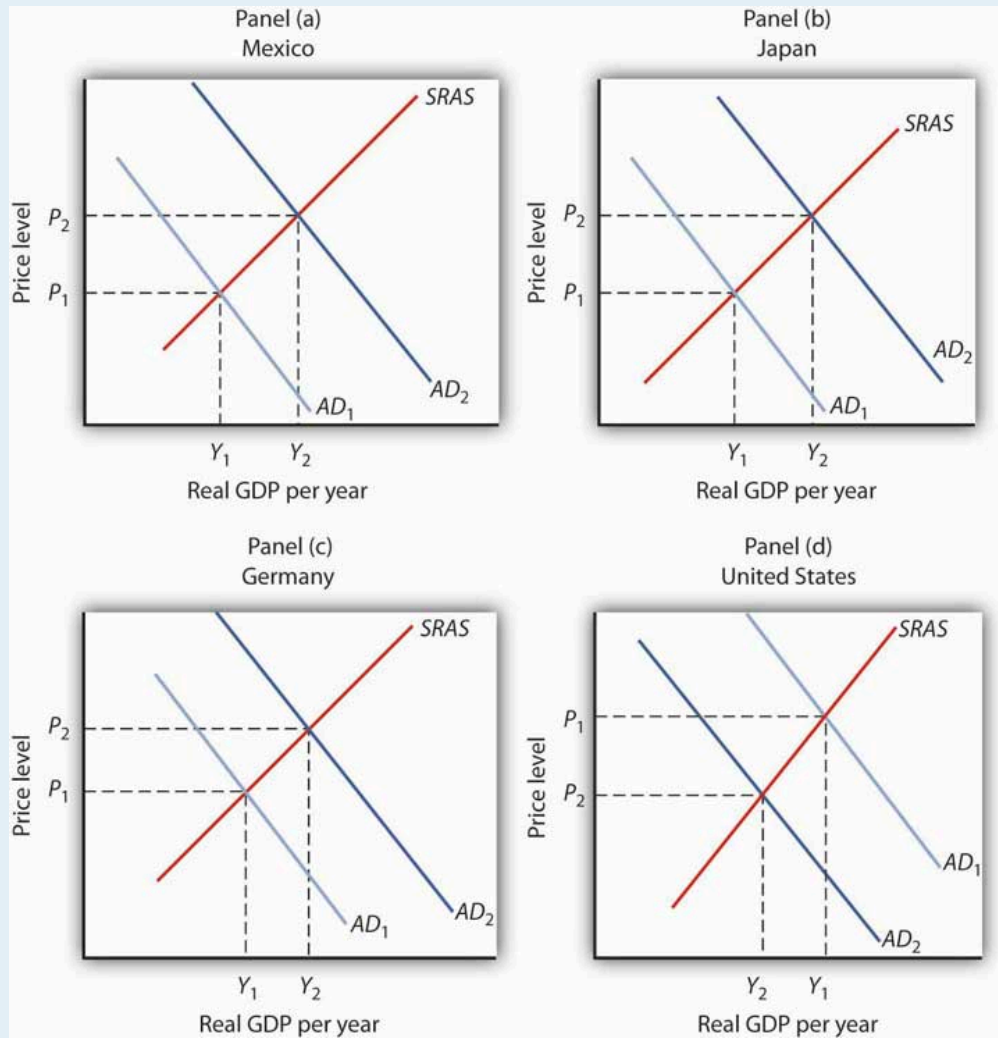 Panel (a)
Mexico
SRAS
P₂
P₁
Price level
AD₂
AD₁
Y₁ Y₂
Real GDP per year
Panel (b)
Japan
SRAS
P₂
P₁
Price level
AD₂
AD₁
Y₁ Y₂
Real GDP per year
Panel (c)
Germany
SRAS
P₂
P₁
Price level
AD₂
AD₁
Y₁ Y₂
Real GDP per year
Panel (d)
United States
SRAS
P₁
P₂
Price level
AD₁
AD₂
Y₂ Y₁
Real GDP per year